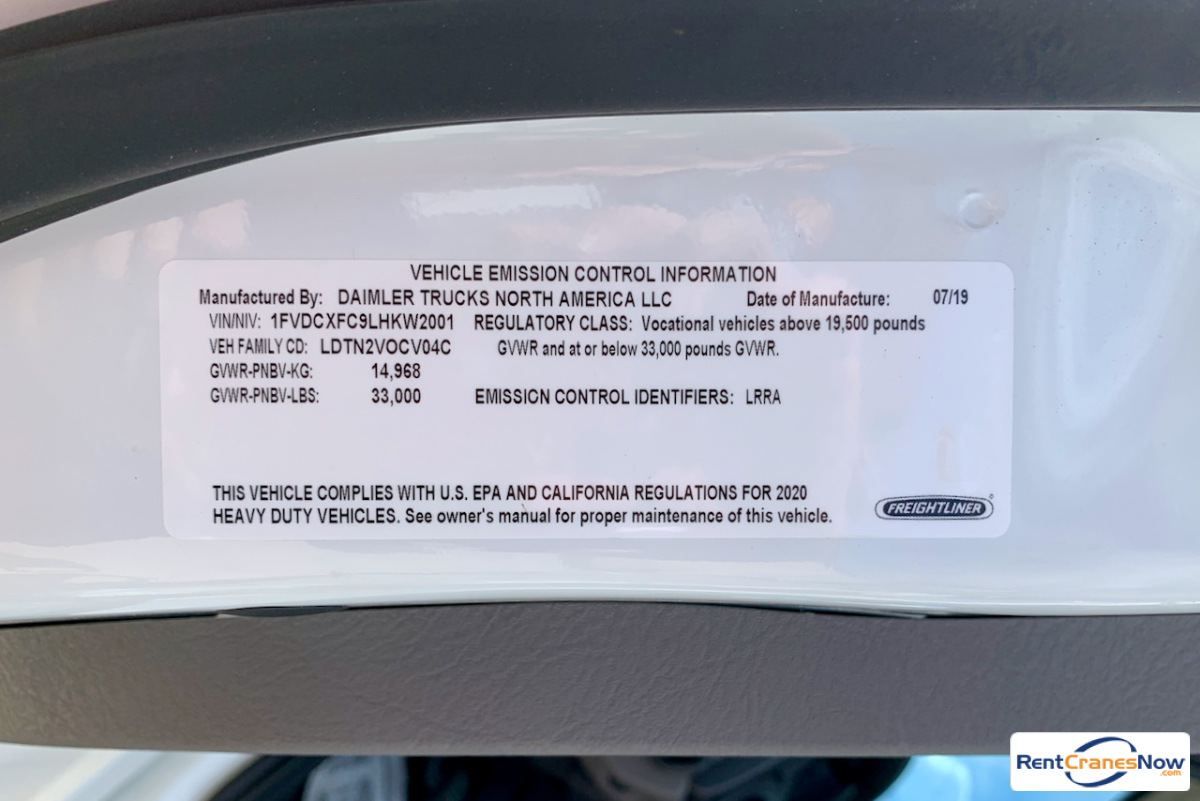 VEHICLE EMISSION CONTROL INFORMATION
Manufactured By: DAIMLER TRUCKS NORTH AMERICA LLC Date of Manufacture: 07/19
VIN/NIV: 1FVDCXFC9LHKW2001 REGULATORY CLASS: Vocational vehicles above 19,500 pounds
VEH FAMILY CD: LDTN2VOCV04C GVWR and at or below 33,000 pounds GVWR.
GVWR-PNBV-KG: 14,968
GVWR-PNBV-LBS: 33,000 EMISSION CONTROL IDENTIFIERS: LRRA
THIS VEHICLE COMPLIES WITH U.S. EPA AND CALIFORNIA REGULATIONS FOR 2020
HEAVY DUTY VEHICLES. See owner's manual for proper maintenance of this vehicle.
FREIGHTLINER
RentCranesNow
.com